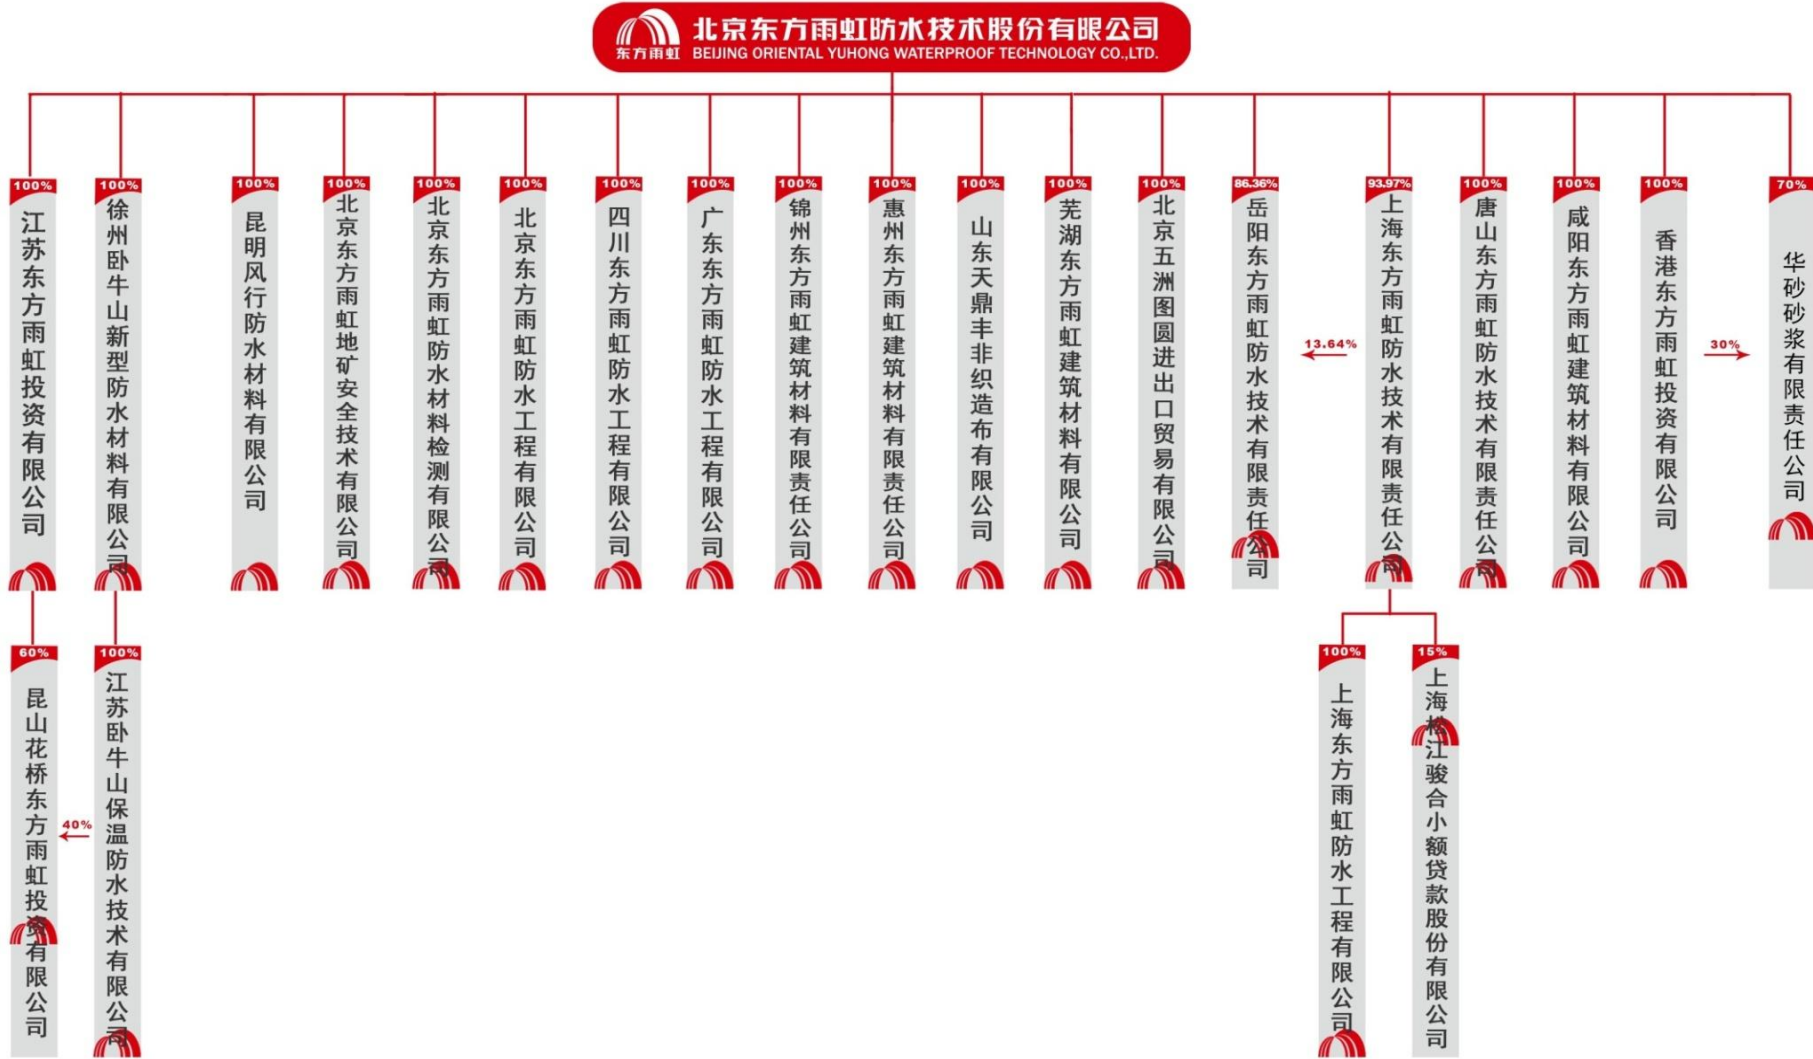 东方雨虹
北京东方雨虹防水技术股份有限公司
BEIJING ORIENTAL YUHONG WATERPROOF TECHNOLOGY CO.,LTD.
100%
江苏东方雨虹投资有限公司
100%
徐州卧牛山新型防水材料有限公司
100%
昆明风行防水材料有限公司
100%
北京东方雨虹地矿安全技术有限公司
100%
北京东方雨虹防水材料检测有限公司
100%
北京东方雨虹防水工程有限公司
100%
四川东方雨虹防水工程有限公司
100%
广东东方雨虹防水工程有限公司
100%
锦州东方雨虹建筑材料有限责任公司
100%
惠州东方雨虹建筑材料有限责任公司
100%
山东天鼎丰非织造布有限公司
100%
芜湖东方雨虹建筑材料有限公司
100%
北京五洲图圆进出口贸易有限公司
86.36%
岳阳东方雨虹防水技术有限责任公司
13.64%
93.97%
上海东方雨虹防水技术有限责任公司
100%
唐山东方雨虹防水技术有限责任公司
100%
咸阳东方雨虹建筑材料有限公司
100%
香港东方雨虹投资有限公司
30%
70%
华砂砂浆有限责任公司
60%
昆山花桥东方雨虹投资有限公司
40%
100%
江苏卧牛山保温防水技术有限公司
100%
上海东方雨虹防水工程有限公司
15%
上海松江骏合小额贷款股份有限公司